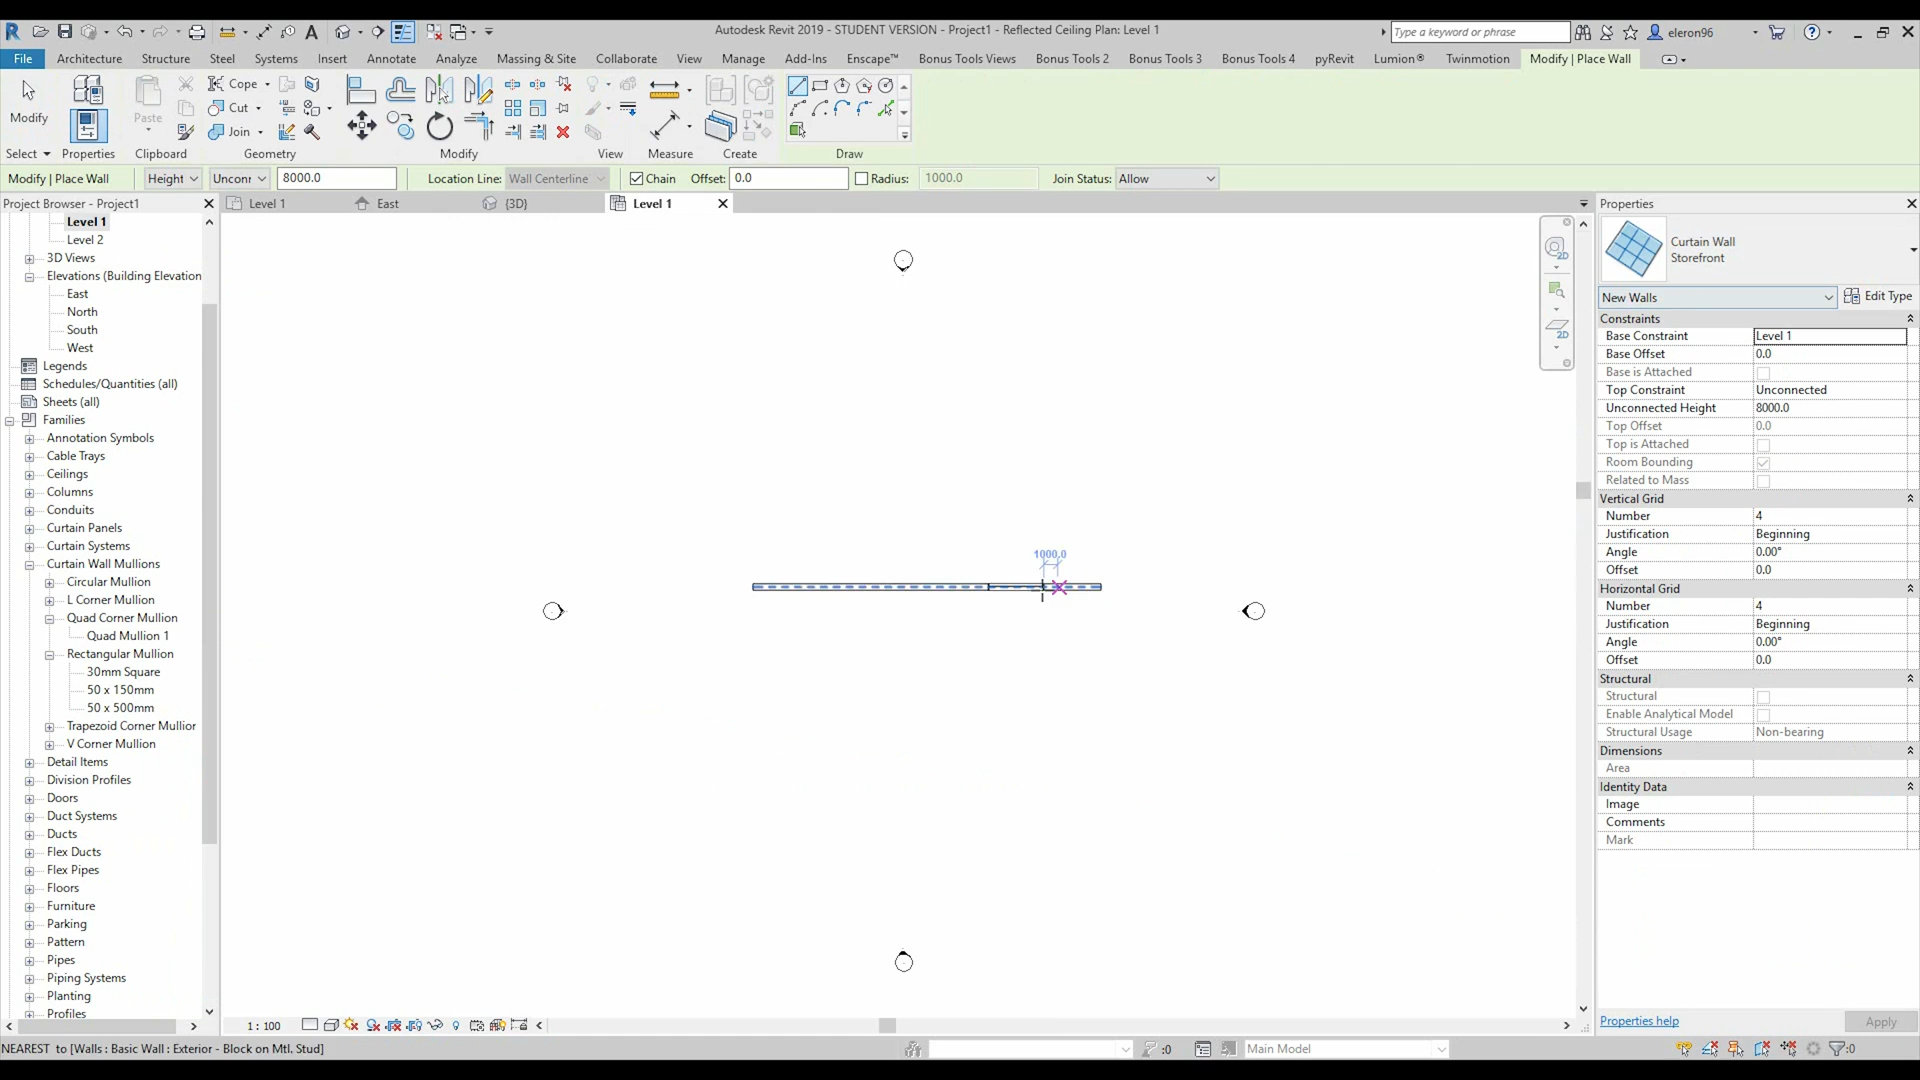 Autodesk Revit 2019 - STUDENT VERSION - Project1 - Reflected Ceiling Plan: Level 1
Type a keyword or phrase
eleron96
File
Architecture
Structure
Steel
Systems
Insert
Annotate
Analyze
Massing & Site
Collaborate
View
Manage
Add-Ins
Enscape™
Bonus Tools Views
Bonus Tools 2
Bonus Tools 3
Bonus Tools 4
pyRevit
Lumion®
Twinmotion
Modify | Place Wall
Modify
Paste
Cope
Cut
Join
Select
Properties
Clipboard
Geometry
Modify
View
Measure
Create
Draw
Modify | Place Wall
Height
Unconr
8000.0
Location Line:
Wall Centerline
Chain
Offset:
0.0
Radius:
1000.0
Join Status:
Allow
Project Browser - Project1
Level 1
East
{3D}
Level 1
Level 1
Level 2
3D Views
Elevations (Building Elevation
East
North
South
West
Legends
Schedules/Quantities (all)
Sheets (all)
Families
Annotation Symbols
Cable Trays
Ceilings
Columns
Conduits
Curtain Panels
Curtain Systems
Curtain Wall Mullions
Circular Mullion
L Corner Mullion
Quad Corner Mullion
Quad Mullion 1
Rectangular Mullion
30mm Square
50 x 150mm
50 x 500mm
Trapezoid Corner Mullior
V Corner Mullion
Detail Items
Division Profiles
Doors
Duct Systems
Ducts
Flex Ducts
Flex Pipes
Floors
Furniture
Parking
Pattern
Pipes
Piping Systems
Planting
Profiles
1000.0
2D
2D
Properties
Curtain Wall
Storefront
New Walls
Edit Type
Constraints
Base Constraint Level 1
Base Offset 0.0
Base is Attached
Top Constraint Unconnected
Unconnected Height 8000.0
Top Offset 0.0
Top is Attached
Room Bounding
Related to Mass
Vertical Grid
Number 4
Justification Beginning
Angle 0.00°
Offset 0.0
Horizontal Grid
Number 4
Justification Beginning
Angle 0.00°
Offset 0.0
Structural
Structural
Enable Analytical Model
Structural Usage Non-bearing
Dimensions
Area
Identity Data
Image
Comments
Mark
Properties help
Apply
1 : 100
NEAREST to [Walls : Basic Wall : Exterior - Block on Mtl. Stud]
:0
Main Model
:0